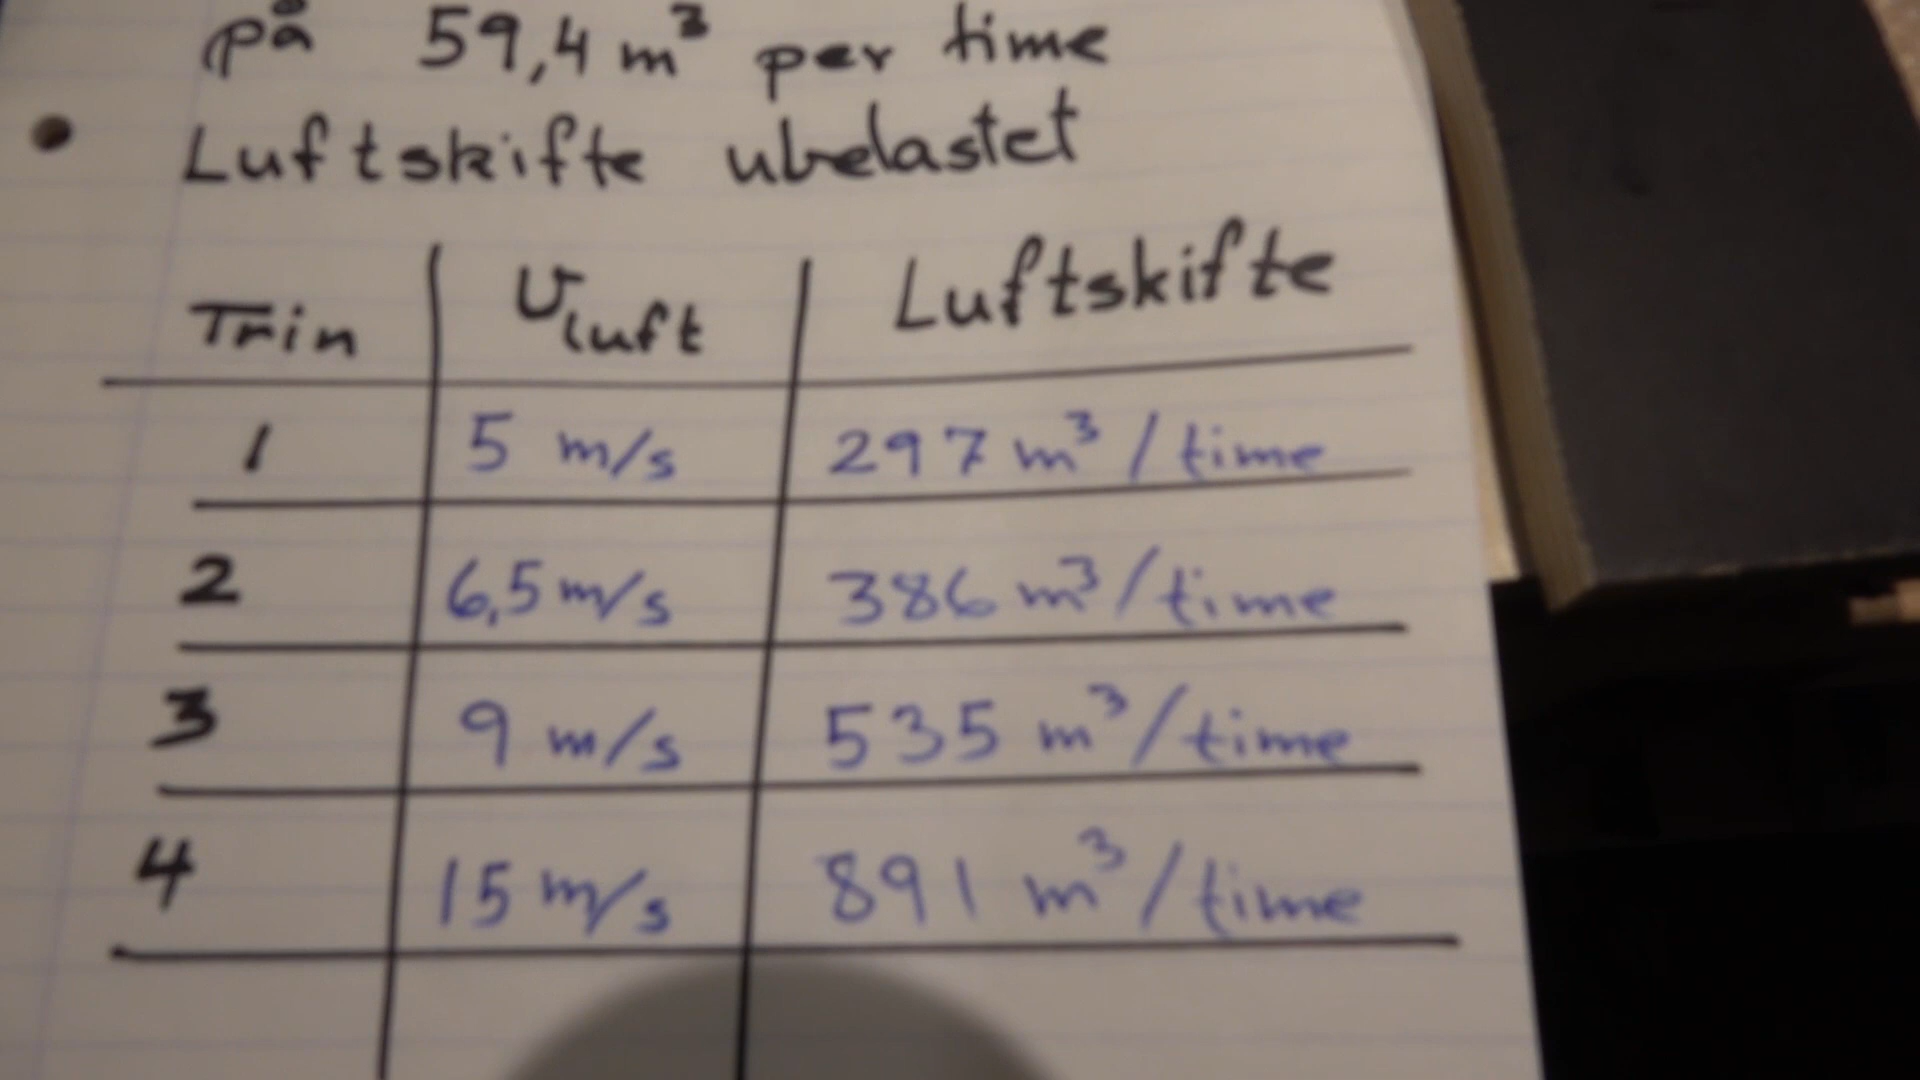 på 59,4 m³ per time
Luftskifte ubelastet
Trin Uluft Luftskifte
1 5 m/s 297 m³/time
2 6,5 m/s 386 m³/time
3 9 m/s 535 m³/time
4 15 m/s 891 m³/time